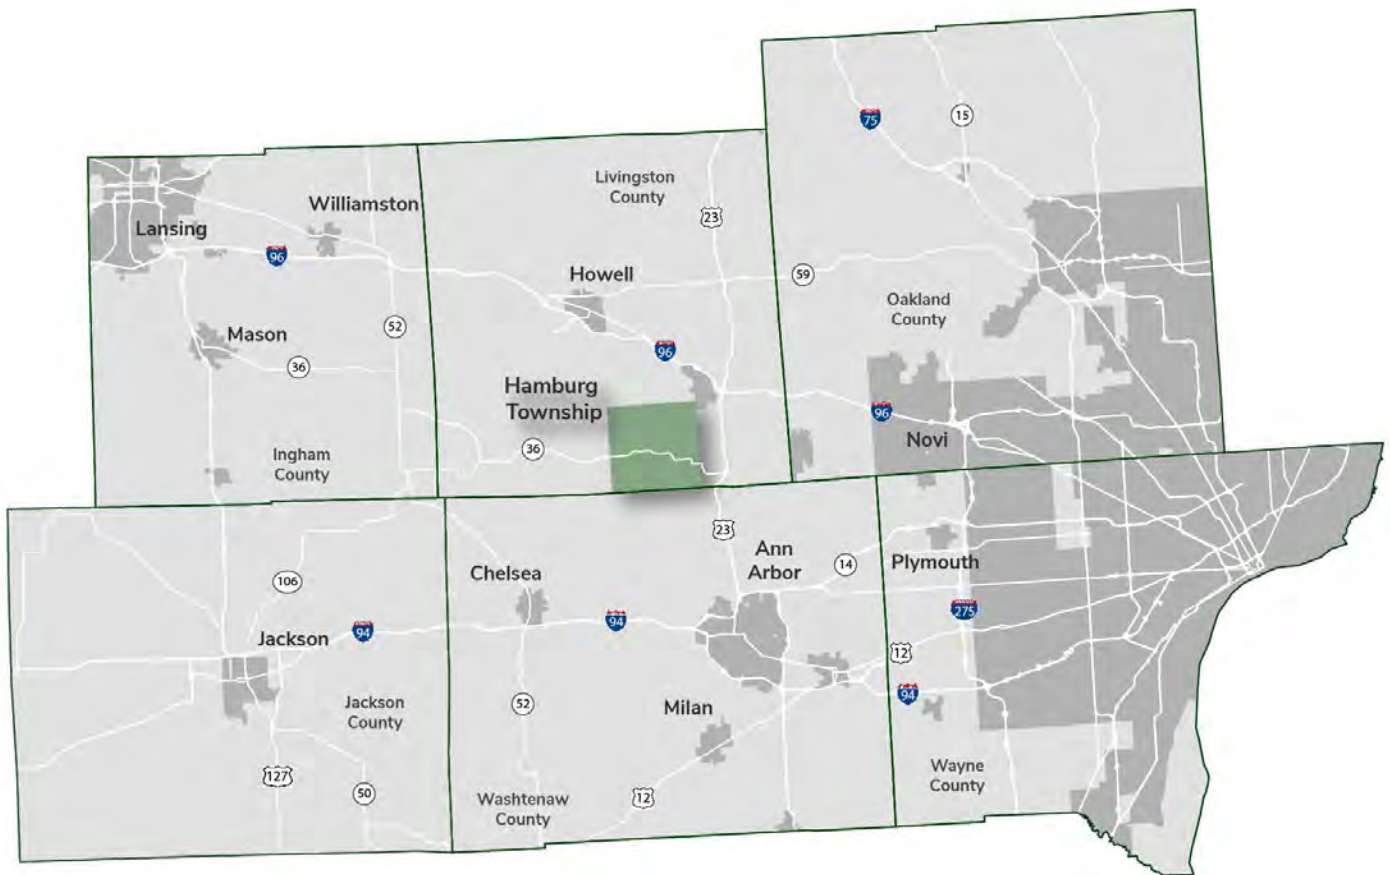 75
15
Livingston
County
23
Williamston
Lansing
96
Howell
59
Oakland
County
Mason
52
36
96
Hamburg
Township
96
Novi
36
Ingham
County
23
Ann
Arbor
14
Plymouth
Chelsea
106
275
94
94
Jackson
12
94
52
Milan
Jackson
County
127
50
12
Washtenaw
County
Wayne
County